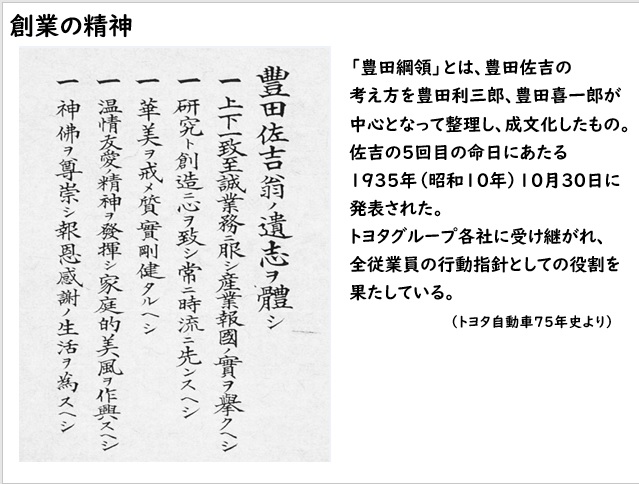 創業の精神
豐田佐吉翁ノ遺志ヲ體シ
一 上下一致至誠業務ニ服シ産業報國ノ實ヲ擧クヘシ
一 研究ト創造ニ心ヲ致シ常ニ時流ニ先ンスヘシ
一 華美ヲ戒メ質實剛健タルヘシ
一 温情友愛ノ精神ヲ發揮シ家庭的美風ヲ作興スヘシ
一 神佛ヲ尊崇シ報恩感謝ノ生活ヲ為スヘシ
「豊田綱領」とは、豊田佐吉の
考え方を豊田利三郎、豊田喜一郎が
中心となって整理し、成文化したもの。
佐吉の5回目の命日にあたる
1935年（昭和10年）10月30日に
発表された。
トヨタグループ各社に受け継がれ、
全従業員の行動指針としての役割を
果たしている。
（トヨタ自動車75年史より）